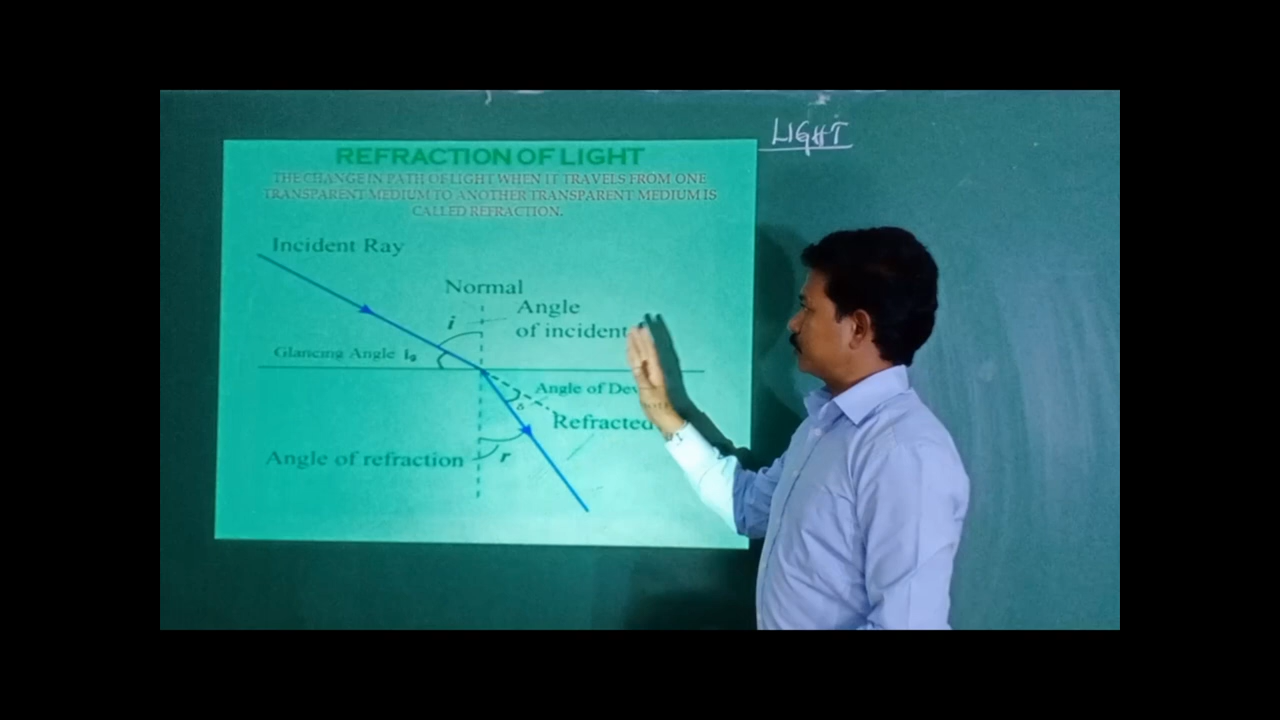 LIGHT
REFRACTION OF LIGHT
THE CHANGE IN PATH OF LIGHT WHEN IT TRAVELS FROM ONE
TRANSPARENT MEDIUM TO ANOTHER TRANSPARENT MEDIUM IS
CALLED REFRACTION.
Incident Ray
Normal
Angle
of incident
i
Glancing Angle
Angle of
Refracted
Angle of refraction
r